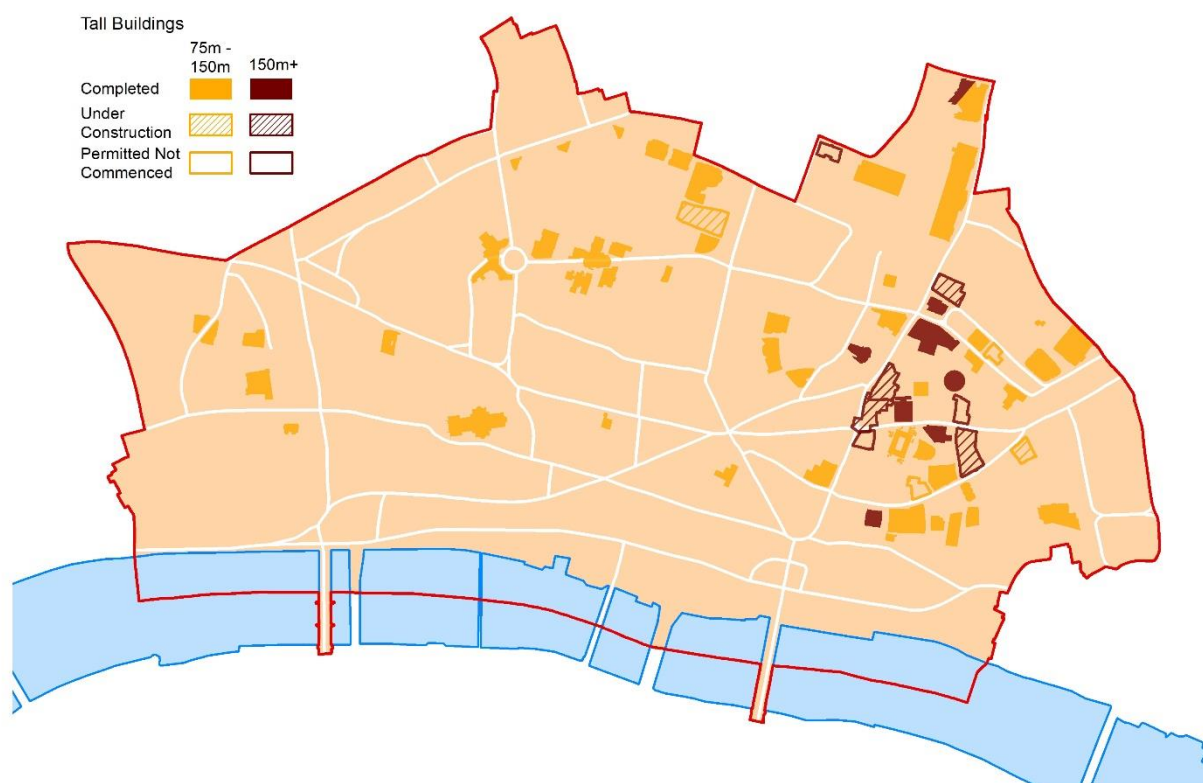 Tall Buildings
75m -
150m
150m+
Completed
Under
Construction
Permitted Not
Commenced